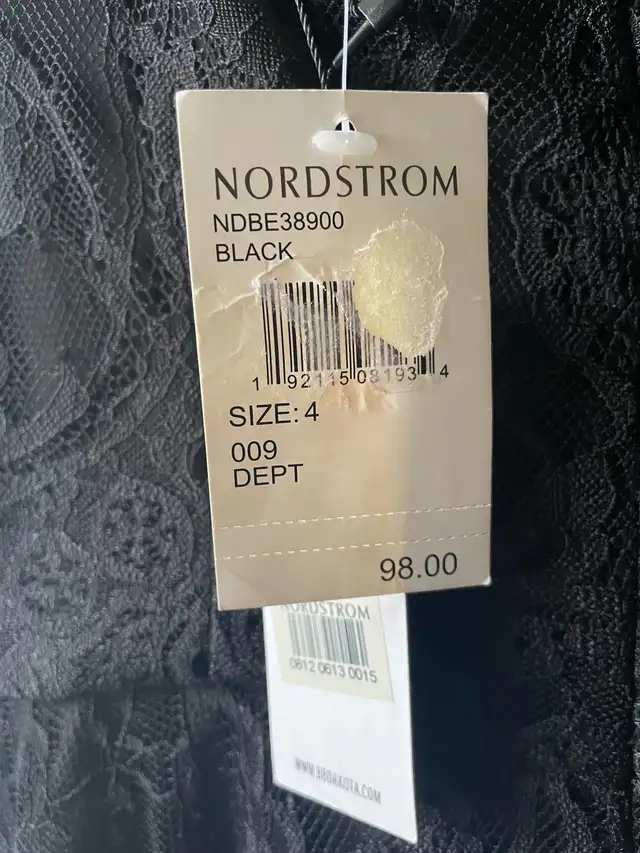 NORDSTROM
NDBE38900
BLACK
1 92115 08193 4
SIZE: 4
009
DEPT
98.00
NORDSTROM
0812 0613 0015
WWW.BBDAKOTA.COM